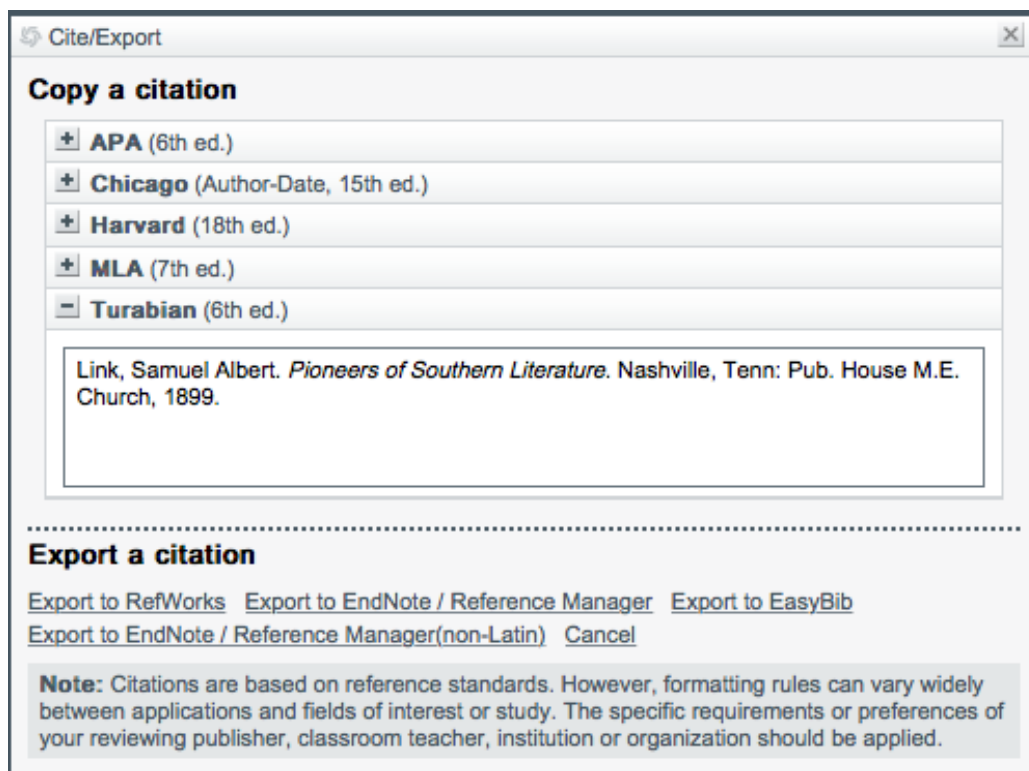 Cite/Export
Copy a citation
APA (6th ed.)
Chicago (Author-Date, 15th ed.)
Harvard (18th ed.)
MLA (7th ed.)
Turabian (6th ed.)
Link, Samuel Albert. Pioneers of Southern Literature. Nashville, Tenn: Pub. House M.E.
Church, 1899.
Export a citation
Export to RefWorks Export to EndNote / Reference Manager Export to EasyBib
Export to EndNote / Reference Manager(non-Latin) Cancel
Note: Citations are based on reference standards. However, formatting rules can vary widely
between applications and fields of interest or study. The specific requirements or preferences of
your reviewing publisher, classroom teacher, institution or organization should be applied.